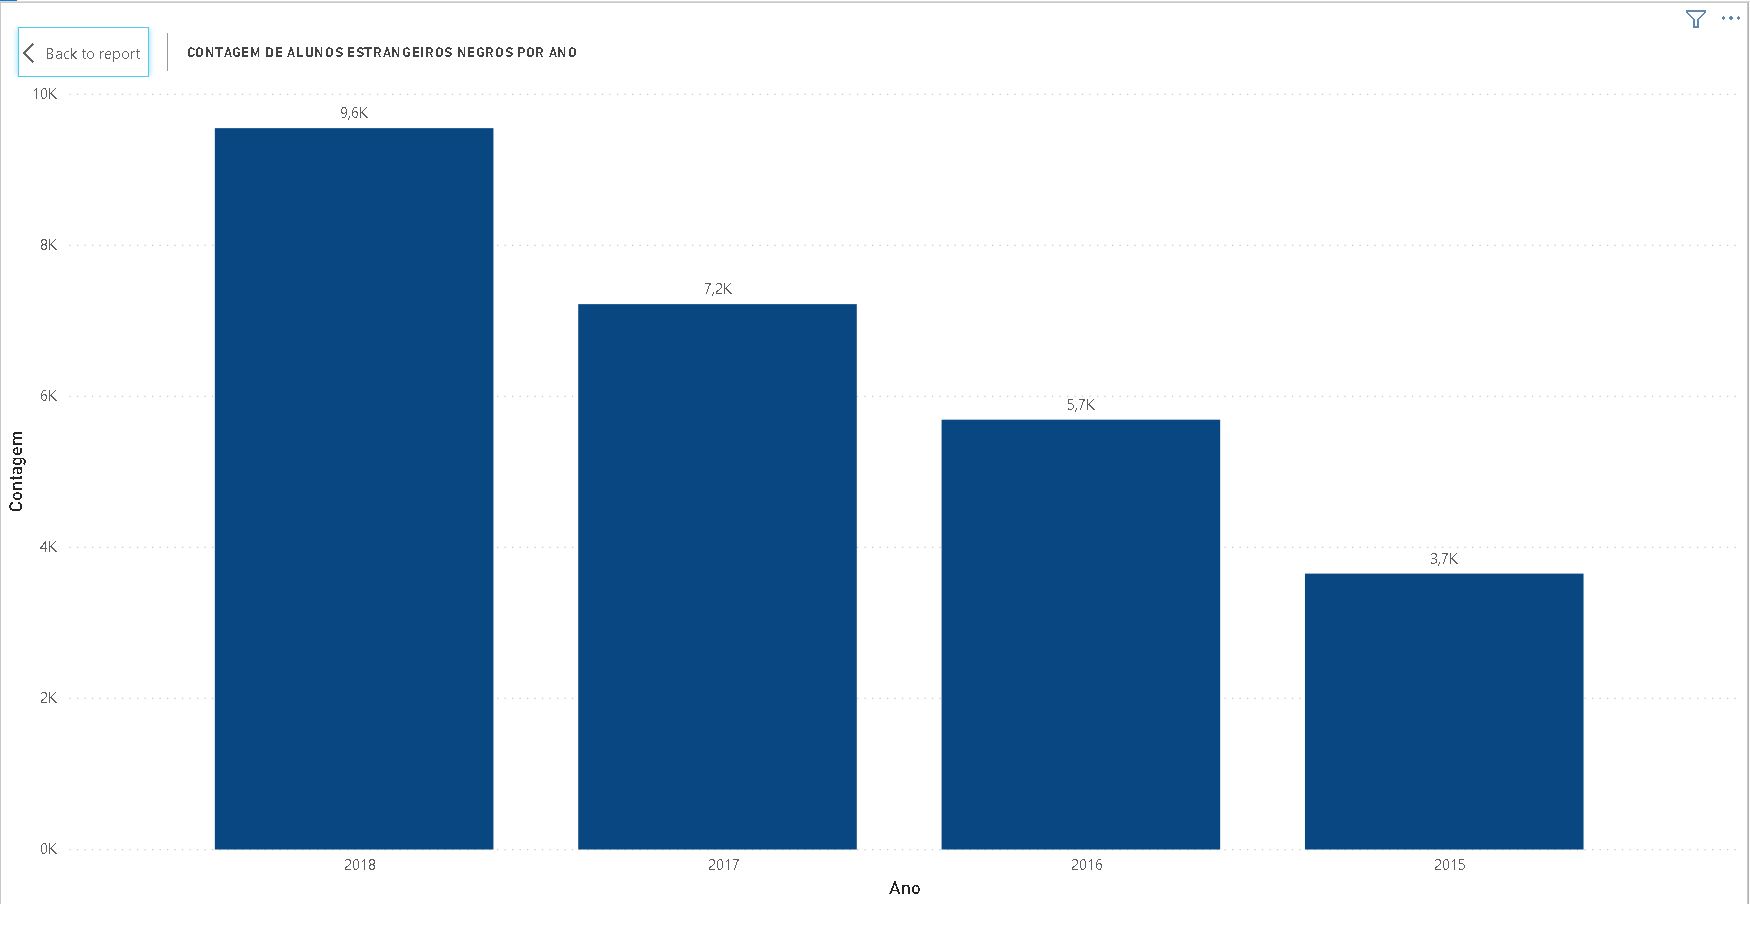 Back to report
CONTAGEM DE ALUNOS ESTRANGEIROS NEGROS POR ANO
10K
9,6K
8K
7,2K
6K
5,7K
Contagem
4K
3,7K
2K
0K
2018 2017 2016 2015
Ano